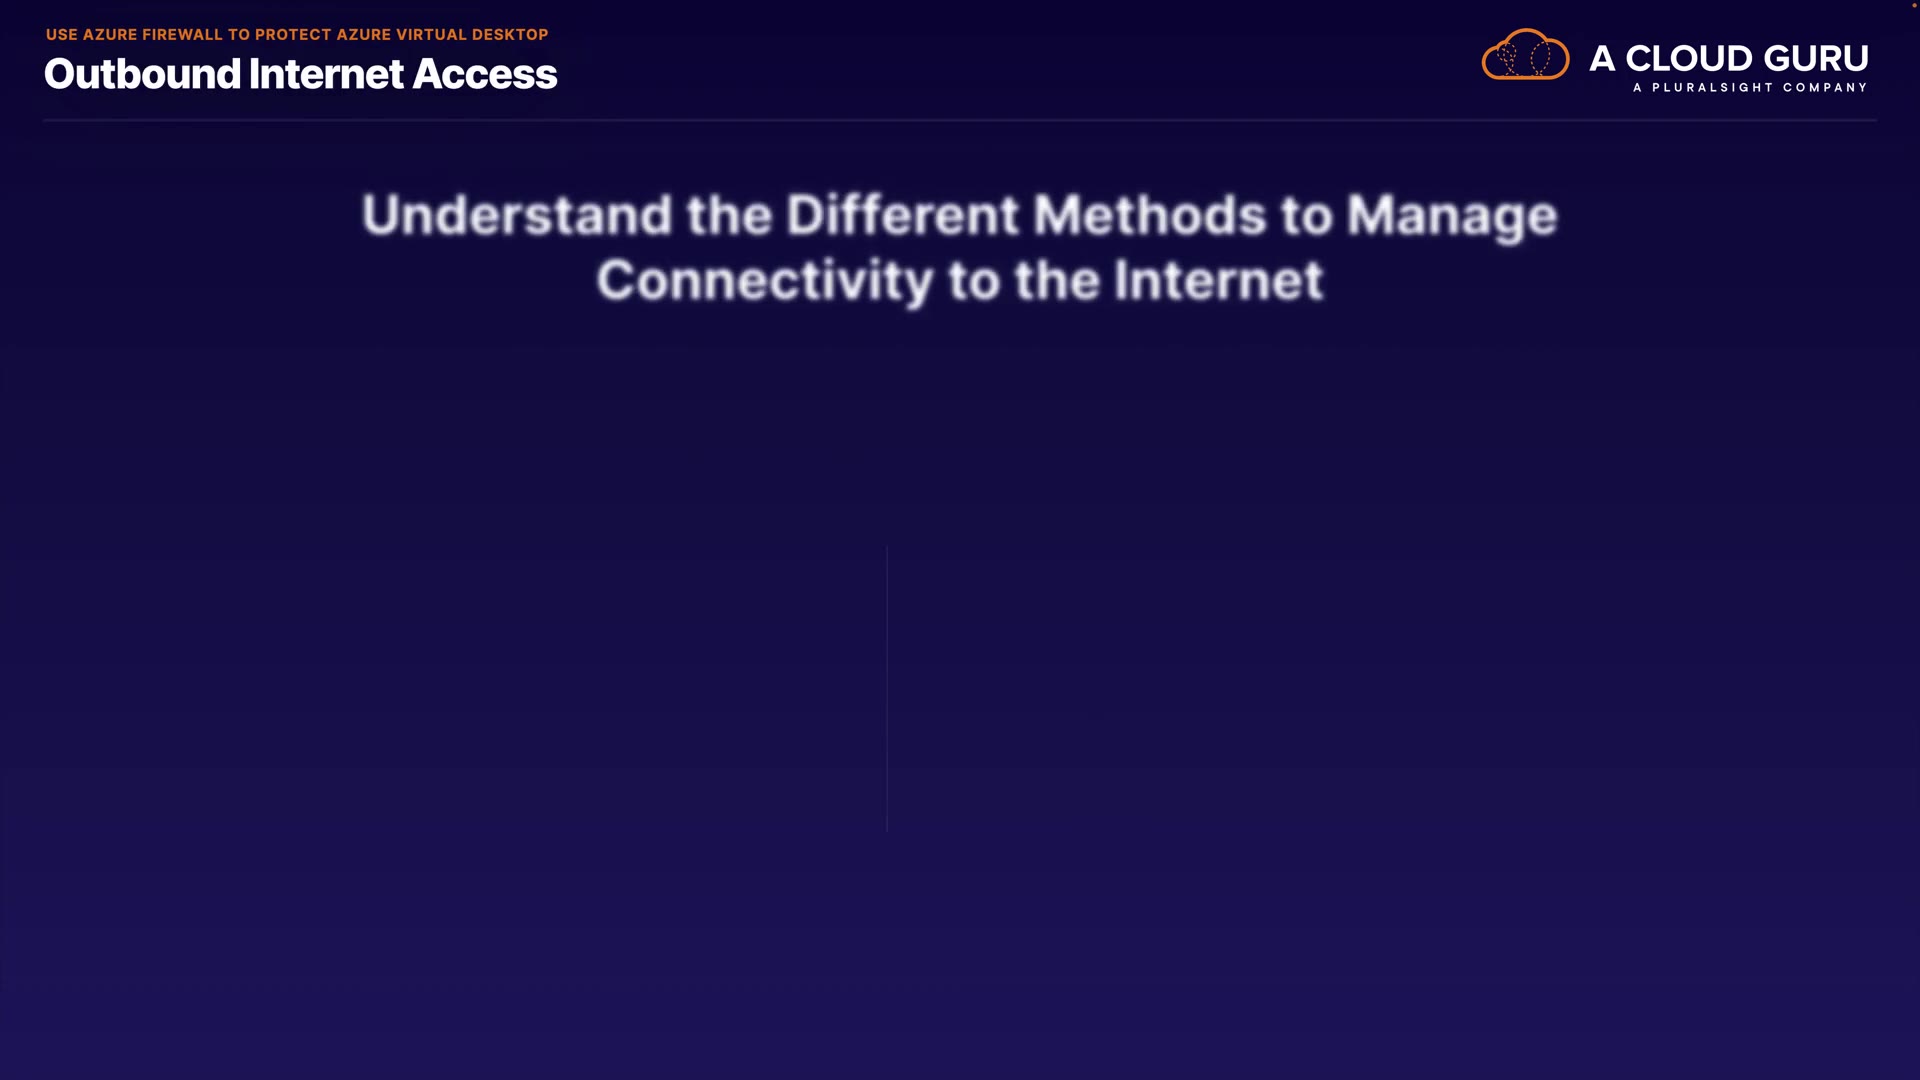 USE AZURE FIREWALL TO PROTECT AZURE VIRTUAL DESKTOP
Outbound Internet Access
A CLOUD GURU
A PLURALSIGHT COMPANY
Understand the Different Methods to Manage
Connectivity to the Internet